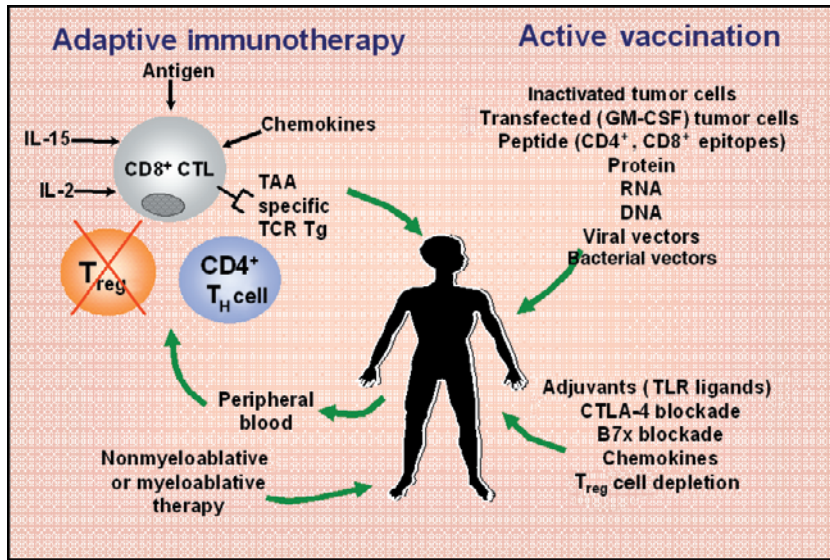 Adaptive immunotherapy
Antigen
IL-15
Chemokines
CD8⁺ CTL
IL-2
TAA
specific
TCR Tg
Treg
CD4⁺
TH cell
Peripheral
blood
Nonmyeloablative
or myeloablative
therapy
Active vaccination
Inactivated tumor cells
Transfected (GM-CSF) tumor cells
Peptide (CD4⁺, CD8⁺ epitopes)
Protein
RNA
DNA
Viral vectors
Bacterial vectors
Adjuvants (TLR ligands)
CTLA-4 blockade
B7x blockade
Chemokines
Treg cell depletion